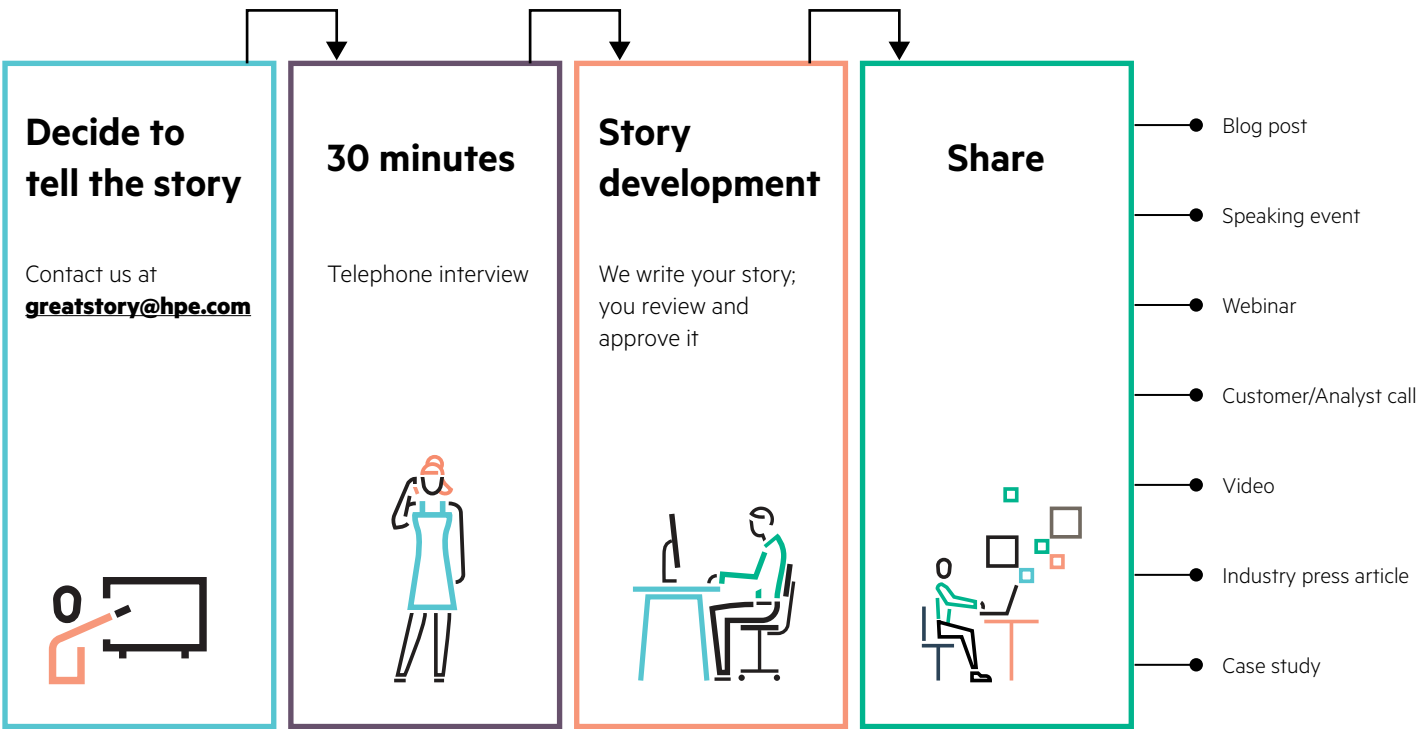 Decide to
tell the story
Contact us at
greatstory@hpe.com
30 minutes
Telephone interview
Story
development
We write your story;
you review and
approve it
Share
Blog post
Speaking event
Webinar
Customer/Analyst call
Video
Industry press article
Case study